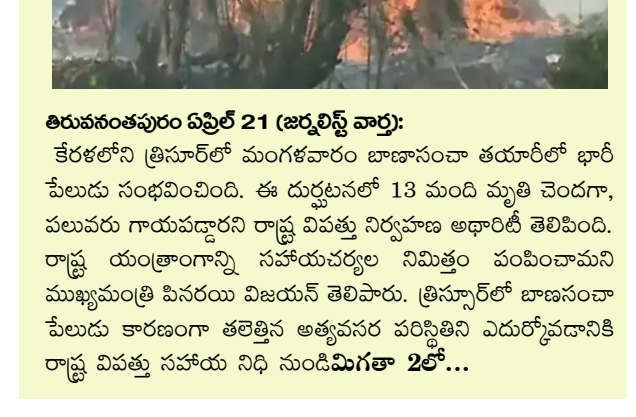 తిరువనంతపురం ఏప్రిల్ 21 (జర్నలిస్ట్ వార్త):
కేరళలోని త్రిసూర్‌లో మంగళవారం బాణాసంచా తయారీలో భారీ
పేలుడు సంభవించింది. ఈ దుర్ఘటనలో 13 మంది మృతి చెందగా,
పలువరు గాయపడ్డారని రాష్ట్ర విపత్తు నిర్వహణ అథారిటీ తెలిపింది.
రాష్ట్ర యంత్రాంగాన్ని సహాయచర్యల నిమిత్తం పంపించామని
ముఖ్యమంత్రి పినరయి విజయన్ తెలిపారు. త్రిస్సూర్‌లో బాణసంచా
పేలుడు కారణంగా తలెత్తిన అత్యవసర పరిస్థితిని ఎదుర్కోవడానికి
రాష్ట్ర విపత్తు సహాయ నిధి నుండిమిగతా 2లో...